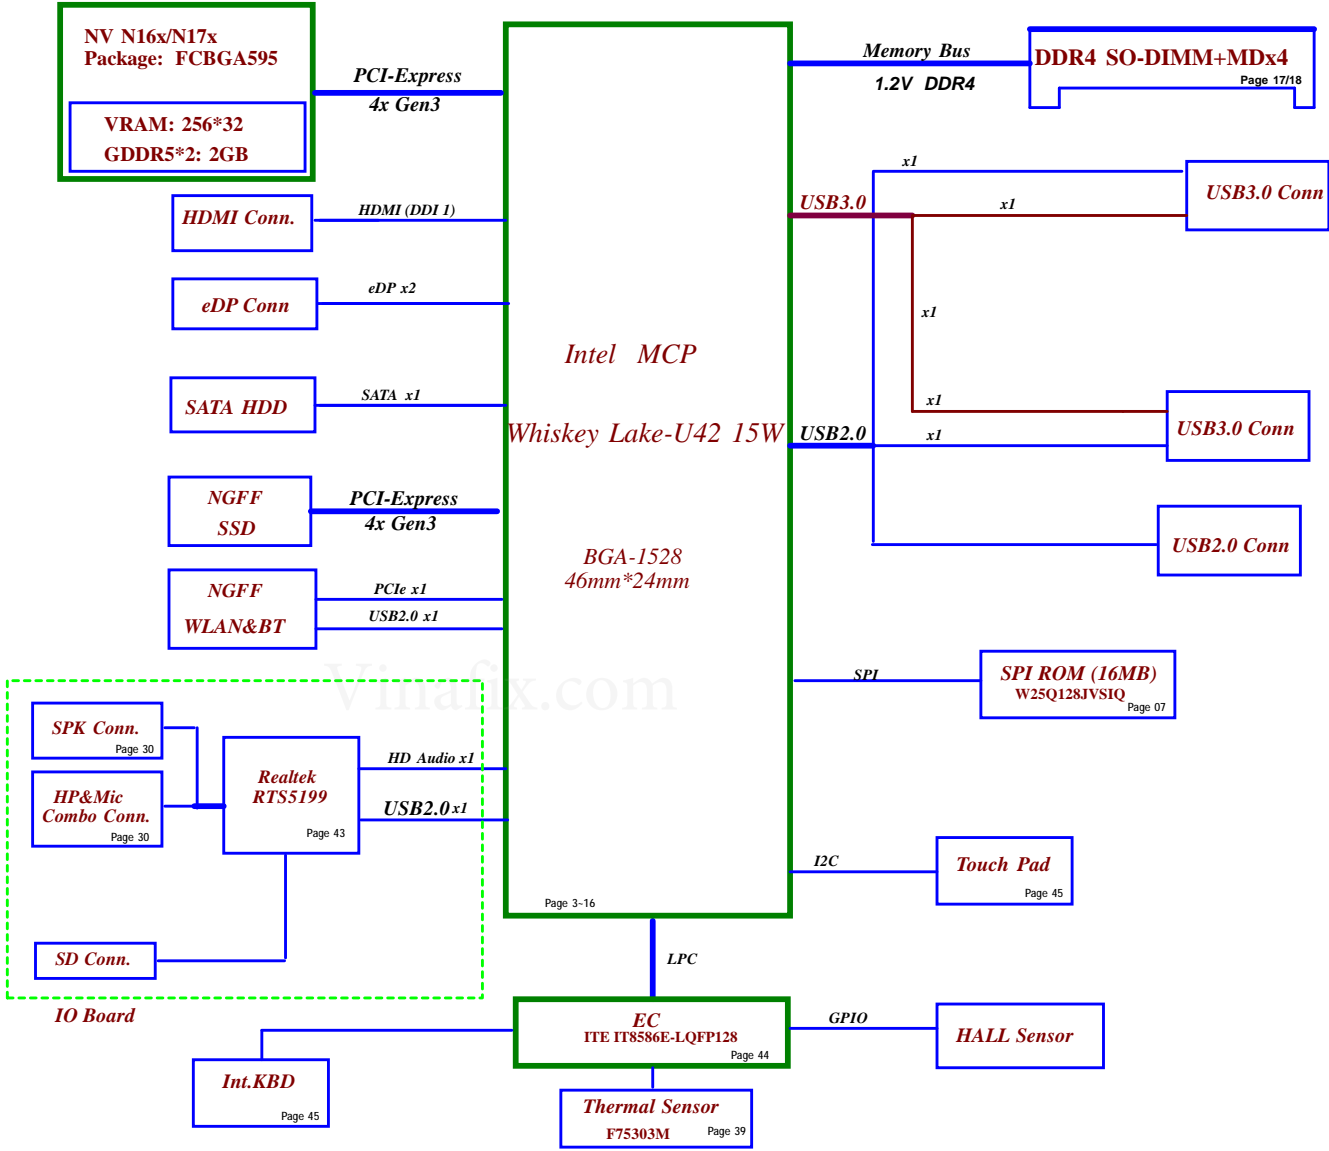 NV N16x/N17x
Package: FCBGA595
VRAM: 256*32
GDDR5*2: 2GB
PCI-Express
4x Gen3
HDMI Conn.
HDMI (DDI 1)
eDP Conn
eDP x2
SATA HDD
SATA x1
NGFF
SSD
PCI-Express
4x Gen3
NGFF
WLAN&BT
PCIe x1
USB2.0 x1
Vinafix.com
SPK Conn.
Page 30
HP&Mic
Combo Conn.
Page 30
Realtek
RTS5199
Page 43
HD Audio x1
USB2.0 x1
SD Conn.
IO Board
Intel MCP
Whiskey Lake-U42 15W
BGA-1528
46mm*24mm
Page 3~16
Memory Bus
1.2V DDR4
DDR4 SO-DIMM+MDx4
Page 17/18
USB3.0
x1
x1
USB3.0 Conn
x1
USB2.0
x1
x1
USB3.0 Conn
USB2.0 Conn
SPI
SPI ROM (16MB)
W25Q128JVSIQ
Page 07
I2C
Touch Pad
Page 45
LPC
EC
ITE IT8586E-LQFP128
Page 44
GPIO
HALL Sensor
Int.KBD
Page 45
Thermal Sensor
F75303M
Page 39